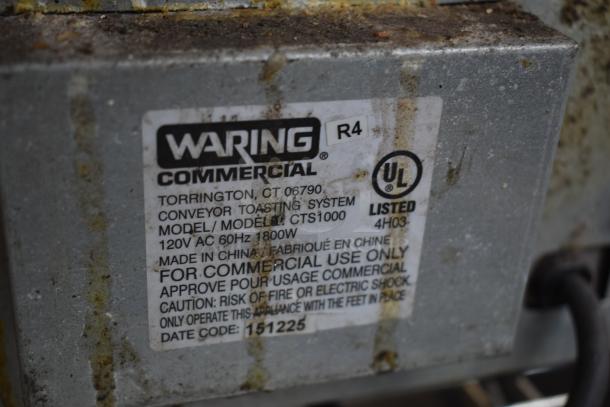 WARING® R4
COMMERCIAL
TORRINGTON, CT 06790
CONVEYOR TOASTING SYSTEM
MODEL/MODELE: CTS1000
120V AC 60Hz 1800W
MADE IN CHINA/FABRIQUÉ EN CHINE
FOR COMMERCIAL USE ONLY
APPROVE POUR USAGE COMMERCIAL
CAUTION: RISK OF FIRE OR ELECTRIC SHOCK.
ONLY OPERATE THIS APPLIANCE WITH THE FEET IN PLACE
DATE CODE: 151225
UL
LISTED
4H03